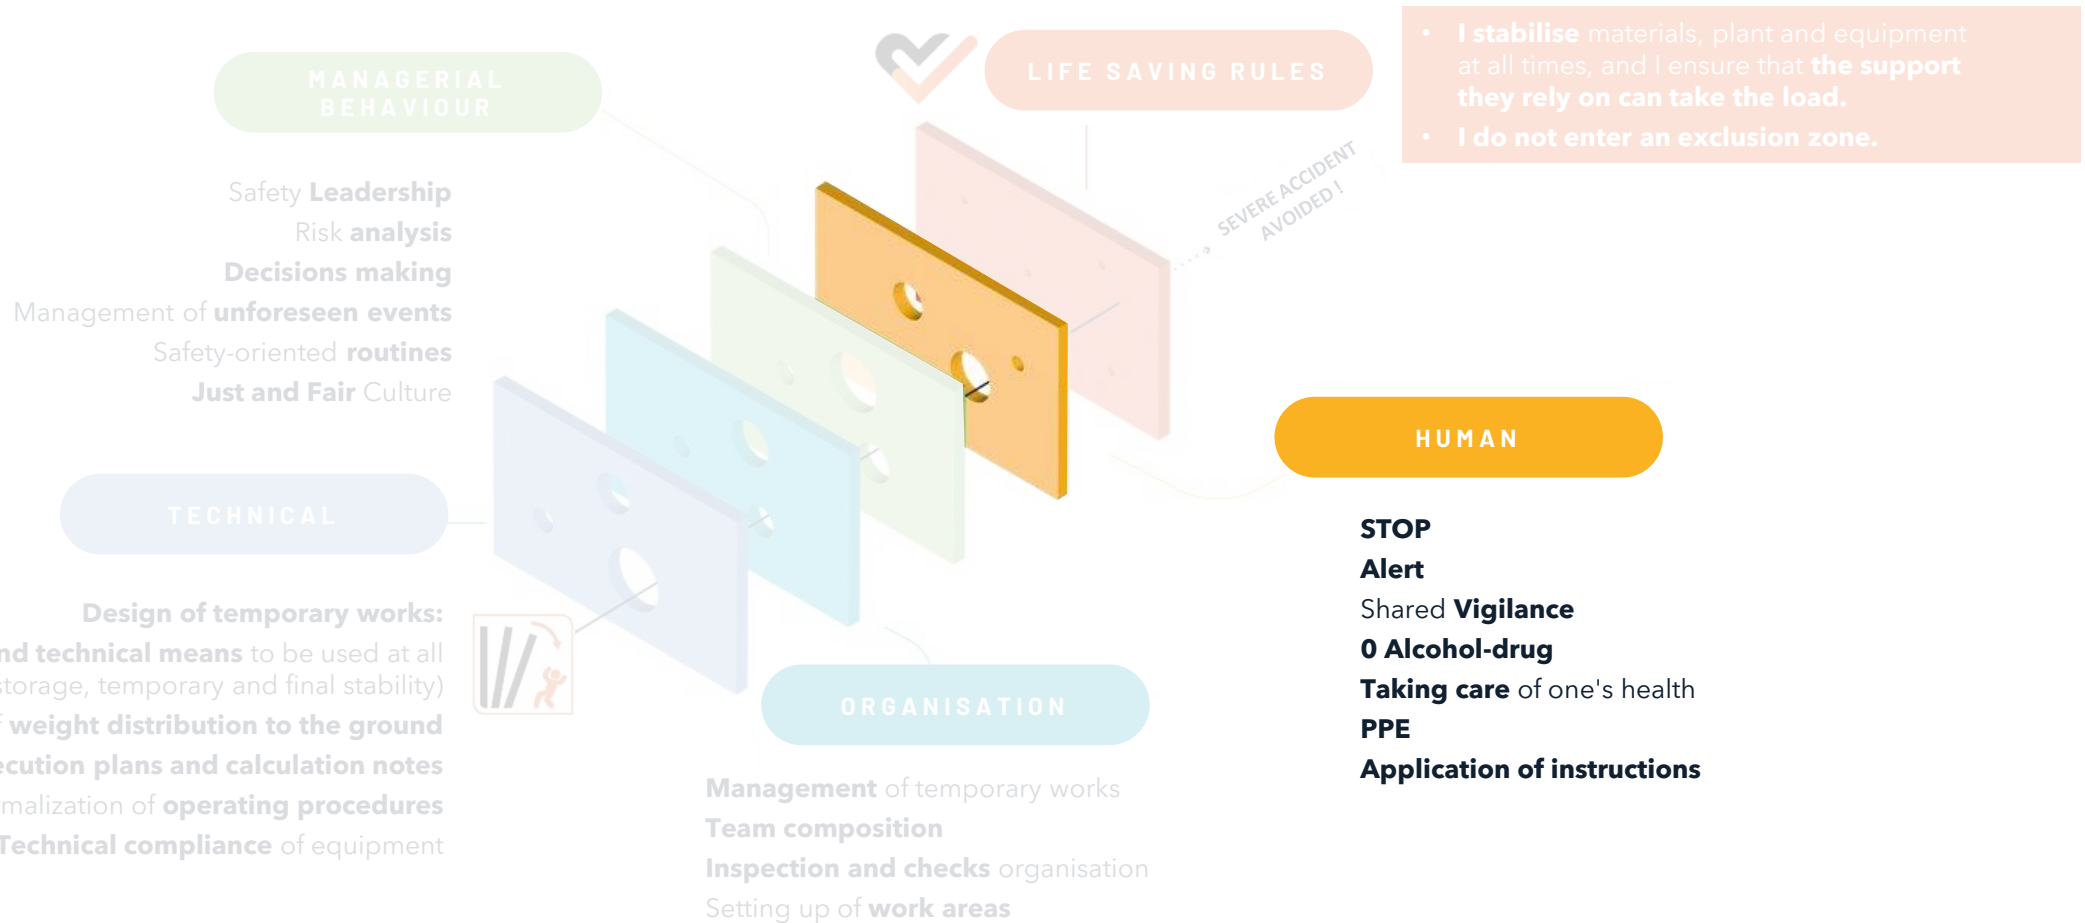 MANAGERIAL
BEHAVIOUR
Safety Leadership
Risk analysis
Decisions making
Management of unforeseen events
Safety-oriented routines
Just and Fair Culture
LIFE SAVING RULES
• I stabilise materials, plant and equipment
at all times, and I ensure that the support
they rely on can take the load.
• I do not enter an exclusion zone.
SEVERE ACCIDENT
AVOIDED !
TECHNICAL
Design of temporary works:
technical means to be used at all
storage, temporary and final stability)
weight distribution to the ground
plans and calculation notes
of operating procedures
Technical compliance of equipment
ORGANISATION
Management of temporary works
Team composition
Inspection and checks organisation
Setting up of work areas
HUMAN
STOP
Alert
Shared Vigilance
0 Alcohol-drug
Taking care of one's health
PPE
Application of instructions